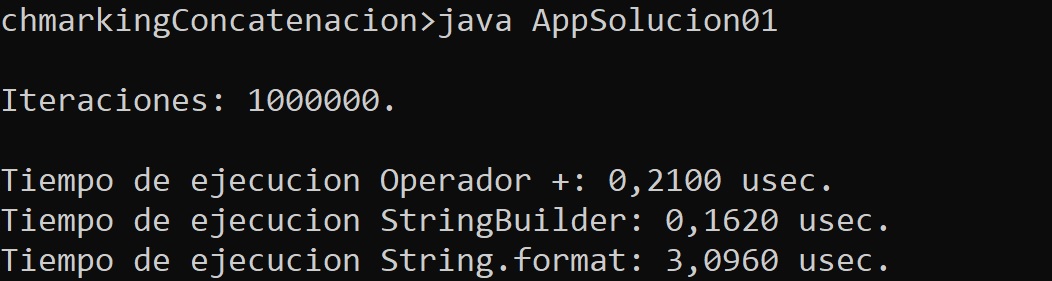 chmarkingConcatenacion>java AppSolucion01
Iteraciones: 1000000.
Tiempo de ejecucion Operador +: 0,2100 usec.
Tiempo de ejecucion StringBuilder: 0,1620 usec.
Tiempo de ejecucion String.format: 3,0960 usec.